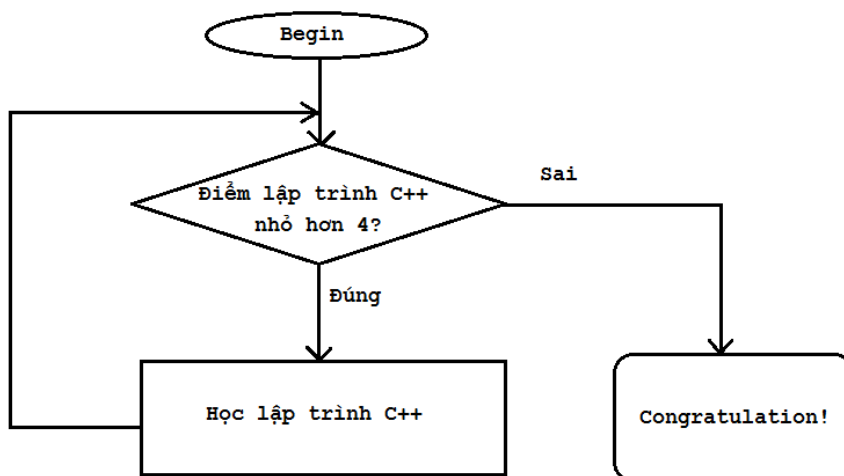 Begin
Điểm lập trình C++
nhỏ hơn 4?
Sai
Đúng
Học lập trình C++
Congratulation!